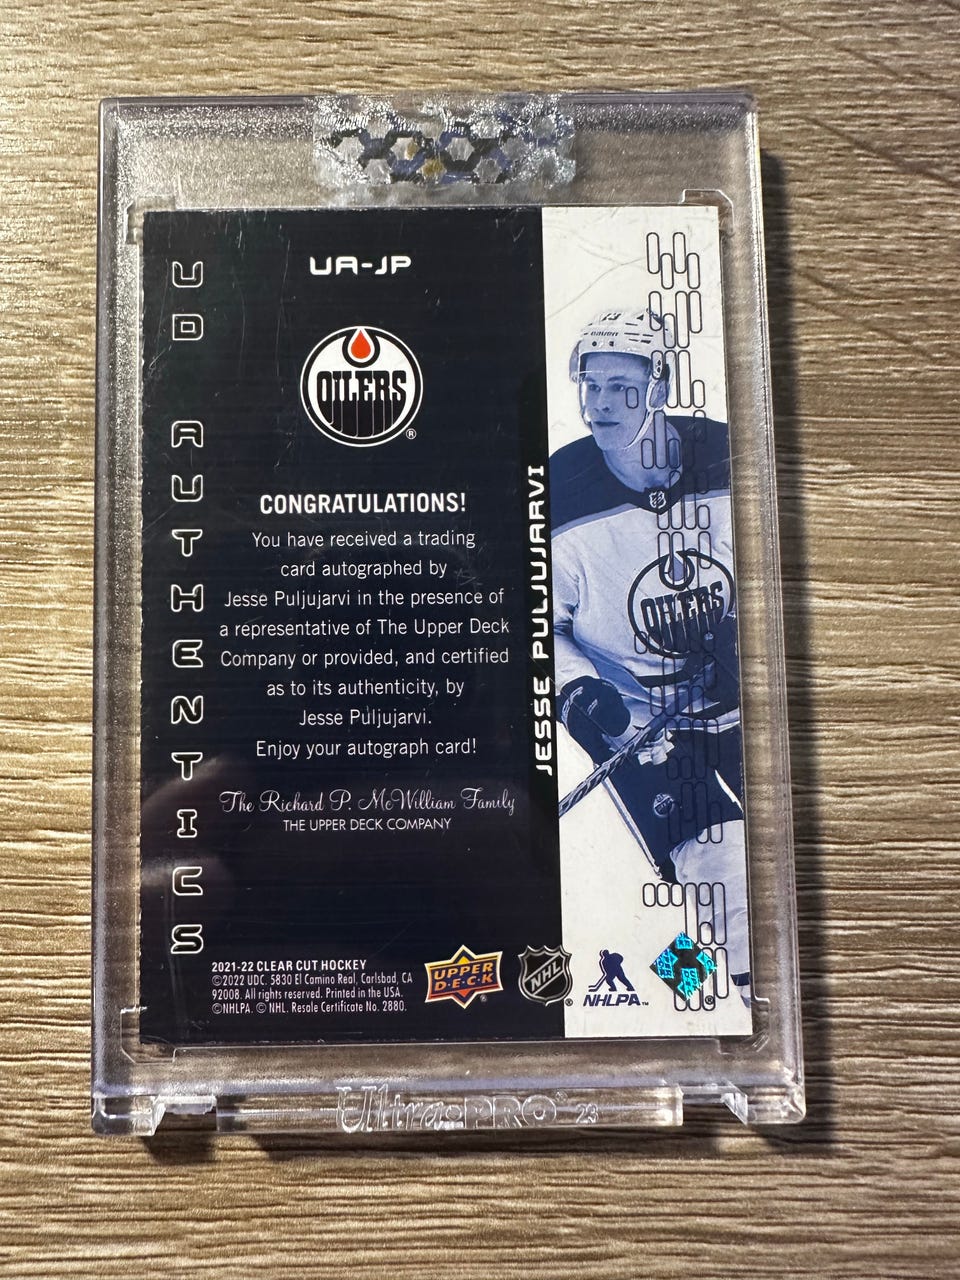 UA-JP
UD AUTHENTICS
OILERS
®
CONGRATULATIONS!
You have received a trading
card autographed by
Jesse Puljujarvi in the presence of
a representative of The Upper Deck
Company or provided, and certified
as to its authenticity, by
Jesse Puljujarvi.
Enjoy your autograph card!
The Richard P. McWilliam Family
THE UPPER DECK COMPANY
JESSE PULJUJARVI
OILERS
2021-22 CLEAR CUT HOCKEY
©2022 UDC. 5830 El Camino Real, Carlsbad, CA
92008. All rights reserved. Printed in the USA.
©NHLPA. © NHL. Resale Certificate No. 2880.
UPPER
D·E·C·K
®
NHL
®
NHLPA™
®
Ultra·PRO® 23